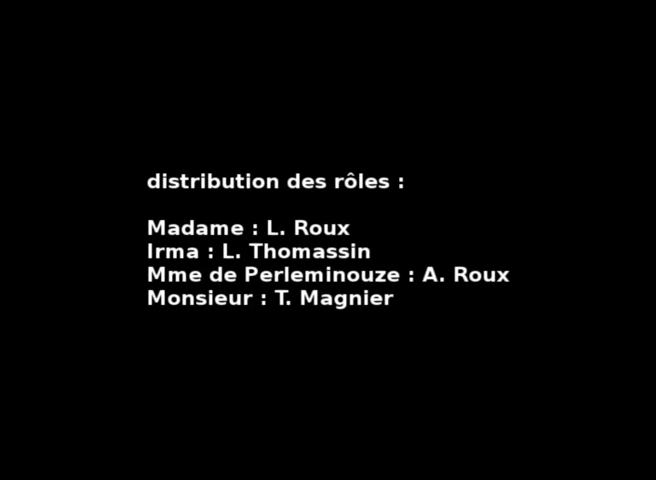 distribution des rôles :
Madame : L. Roux
Irma : L. Thomassin
Mme de Perleminouze : A. Roux
Monsieur : T. Magnier